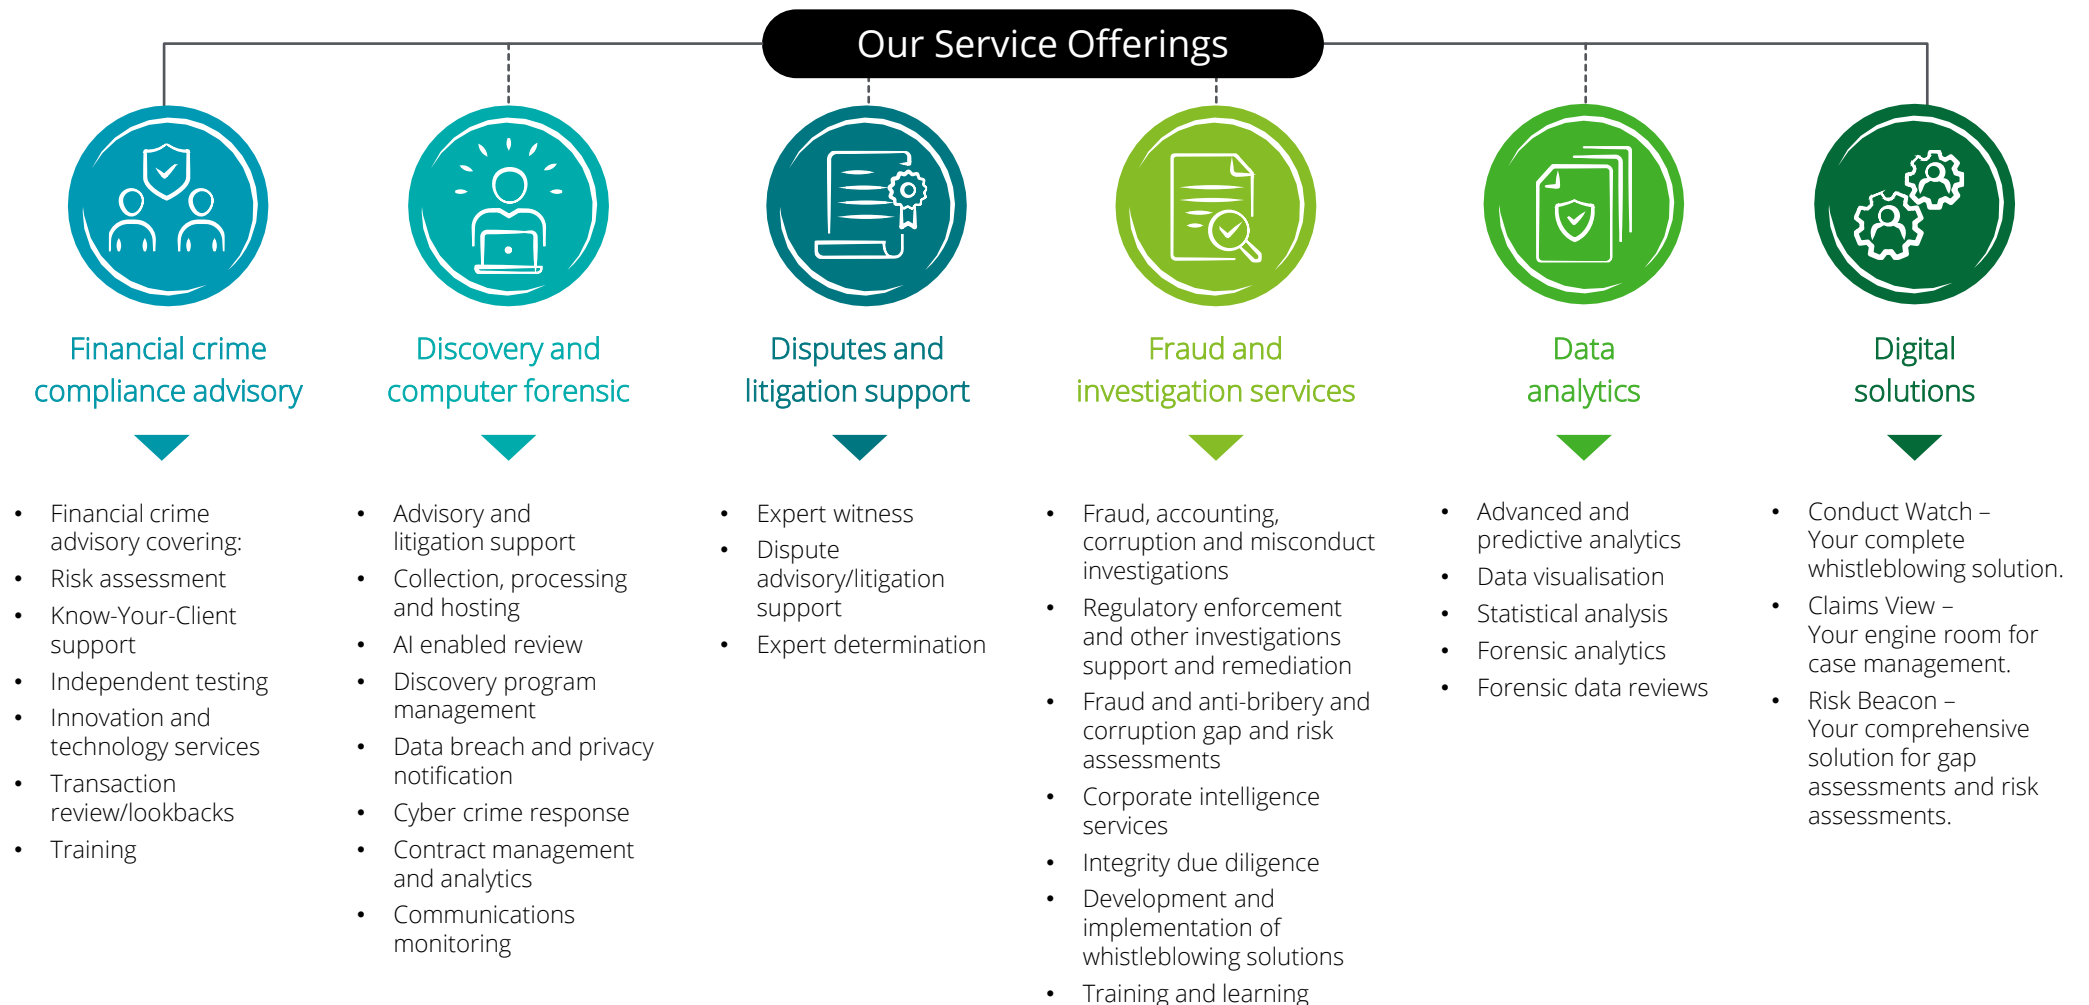 Our Service Offerings
Financial crime
compliance advisory
• Financial crime
advisory covering:
• Risk assessment
• Know-Your-Client
support
• Independent testing
• Innovation and
technology services
• Transaction
review/lookbacks
• Training
Discovery and
computer forensic
• Advisory and
litigation support
• Collection, processing
and hosting
• AI enabled review
• Discovery program
management
• Data breach and privacy
notification
• Cyber crime response
• Contract management
and analytics
• Communications
monitoring
Disputes and
litigation support
• Expert witness
• Dispute
advisory/litigation
support
• Expert determination
Fraud and
investigation services
• Fraud, accounting,
corruption and misconduct
investigations
• Regulatory enforcement
and other investigations
support and remediation
• Fraud and anti-bribery and
corruption gap and risk
assessments
• Corporate intelligence
services
• Integrity due diligence
• Development and
implementation of
whistleblowing solutions
• Training and learning
Data
analytics
• Advanced and
predictive analytics
• Data visualisation
• Statistical analysis
• Forensic analytics
• Forensic data reviews
Digital
solutions
• Conduct Watch –
Your complete
whistleblowing solution.
• Claims View –
Your engine room for
case management.
• Risk Beacon –
Your comprehensive
solution for gap
assessments and risk
assessments.